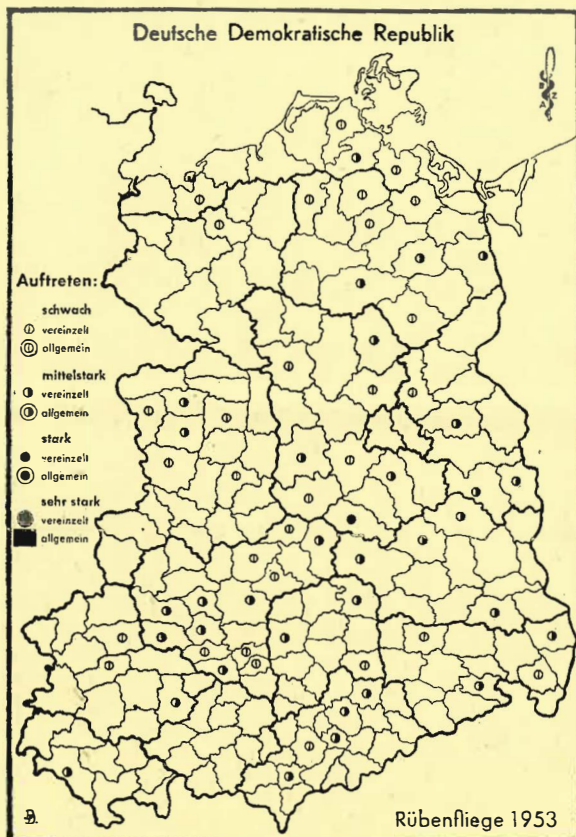 Deutsche Demokratische Republik
Auftreten:
schwach
vereinzelt
allgemein
mittelstark
vereinzelt
allgemein
stark
vereinzelt
allgemein
sehr stark
vereinzelt
allgemein
Rübenfliege 1953